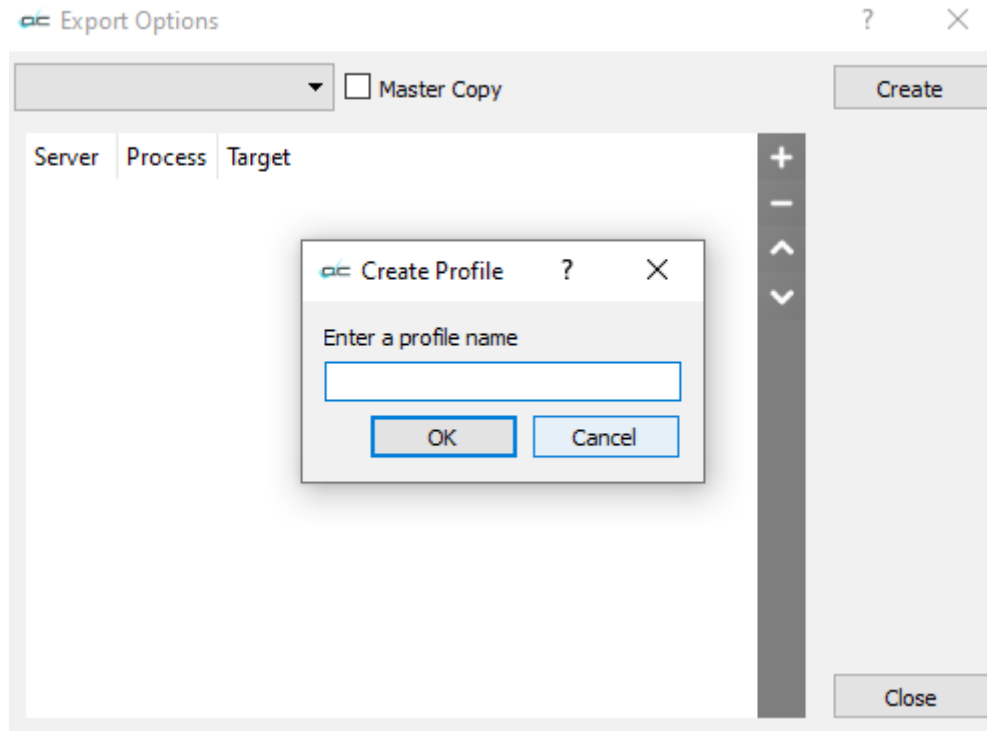 Export Options ?
Master Copy
Create
Server Process Target
Create Profile ?
Enter a profile name
OK Cancel
Close